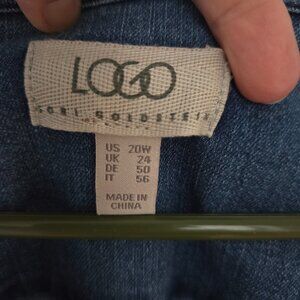 LOGO
LORI GOLDSTEIN
US 20W
UK 24
DE 50
IT 56
MADE IN
CHINA